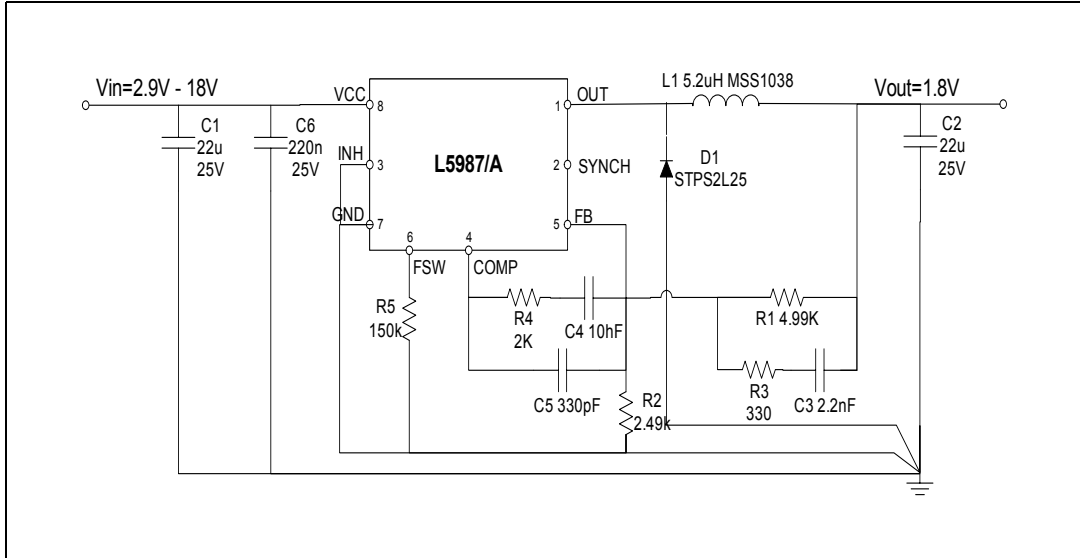 Vin=2.9V - 18V
VCC
8
1
OUT
L1 5.2uH MSS1038
Vout=1.8V
C1
22u
25V
C6
220n
25V
INH
3
L5987/A
2
SYNCH
D1
STPS2L25
C2
22u
25V
GND
7
5
FB
6
4
FSW
COMP
R5
150k
R4
2K
C4 10hF
R1 4.99K
C5 330pF
R2
2.49k
R3
330
C3 2.2nF